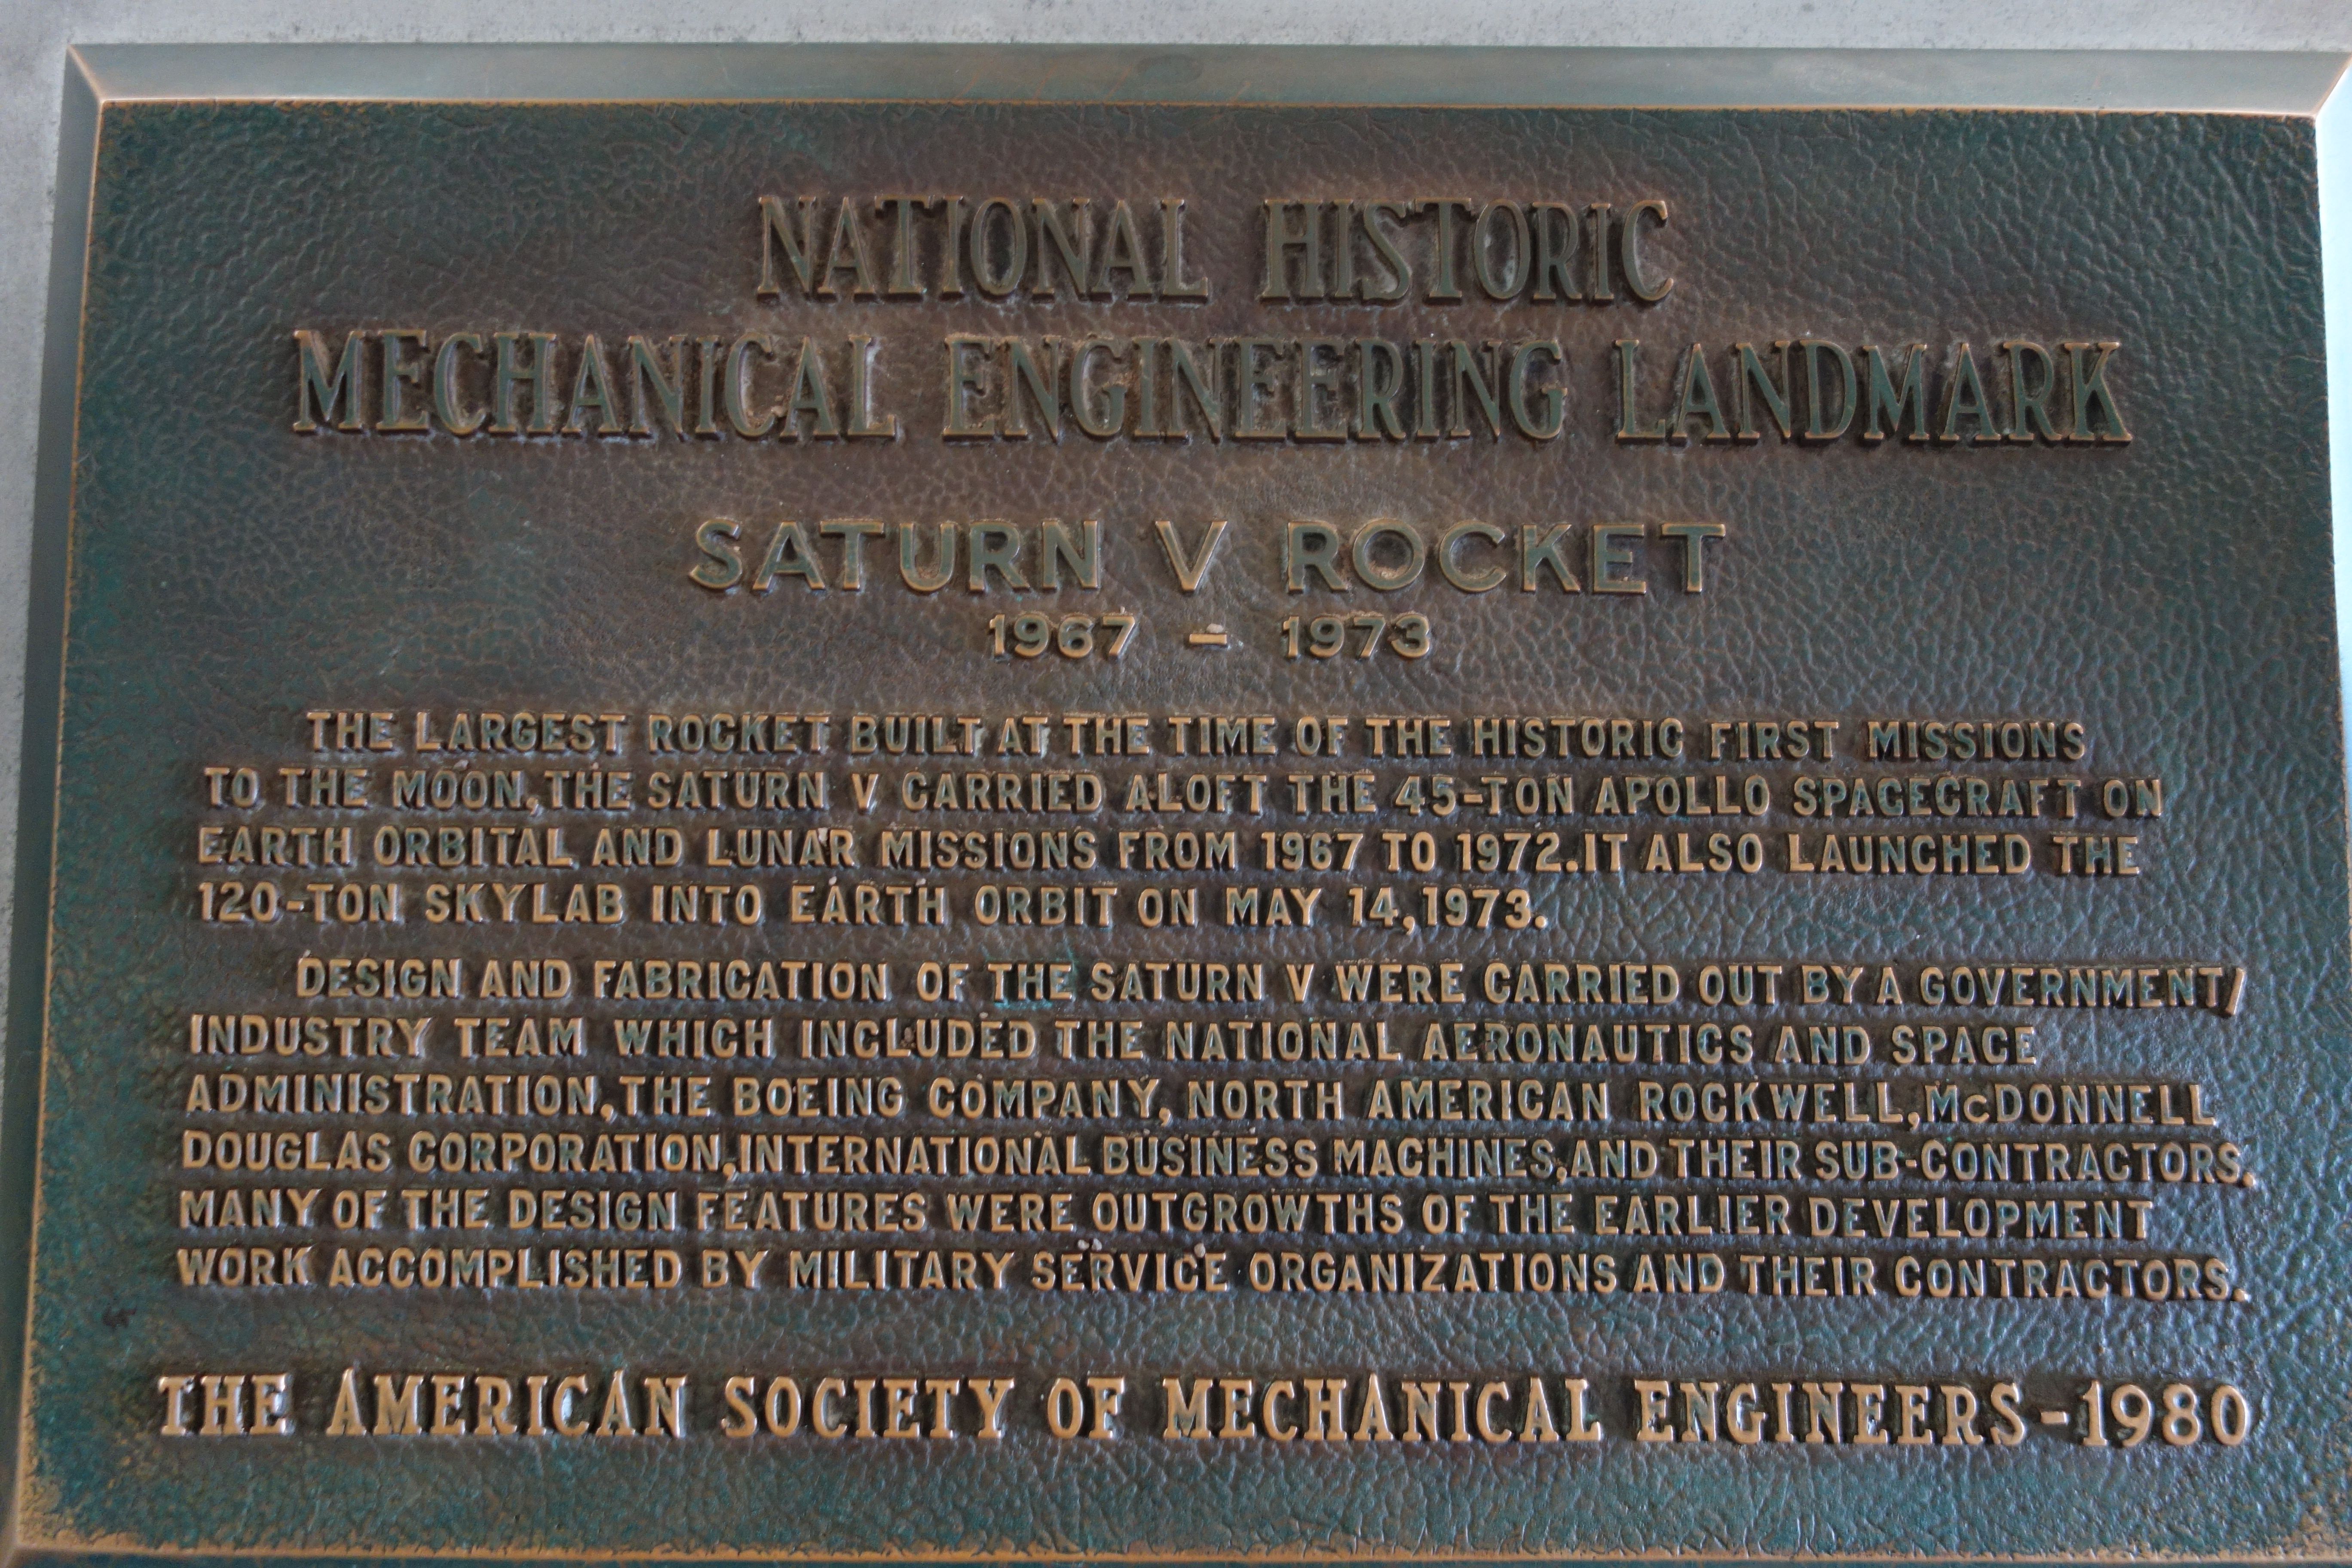 NATIONAL HISTORIC
MECHANICAL ENGINEERING LANDMARK
SATURN V ROCKET
1967 - 1973
THE LARGEST ROCKET BUILT AT THE TIME OF THE HISTORIC FIRST MISSIONS
TO THE MOON, THE SATURN V CARRIED ALOFT THE 45-TON APOLLO SPACECRAFT ON
EARTH ORBITAL AND LUNAR MISSIONS FROM 1967 TO 1972. IT ALSO LAUNCHED THE
120-TON SKYLAB INTO EARTH ORBIT ON MAY 14, 1973.
DESIGN AND FABRICATION OF THE SATURN V WERE CARRIED OUT BY A GOVERNMENT/
INDUSTRY TEAM WHICH INCLUDED THE NATIONAL AERONAUTICS AND SPACE
ADMINISTRATION, THE BOEING COMPANY, NORTH AMERICAN ROCKWELL, McDONNELL
DOUGLAS CORPORATION, INTERNATIONAL BUSINESS MACHINES, AND THEIR SUB-CONTRACTORS.
MANY OF THE DESIGN FEATURES WERE OUTGROWTHS OF THE EARLIER DEVELOPMENT
WORK ACCOMPLISHED BY MILITARY SERVICE ORGANIZATIONS AND THEIR CONTRACTORS.
THE AMERICAN SOCIETY OF MECHANICAL ENGINEERS-1980